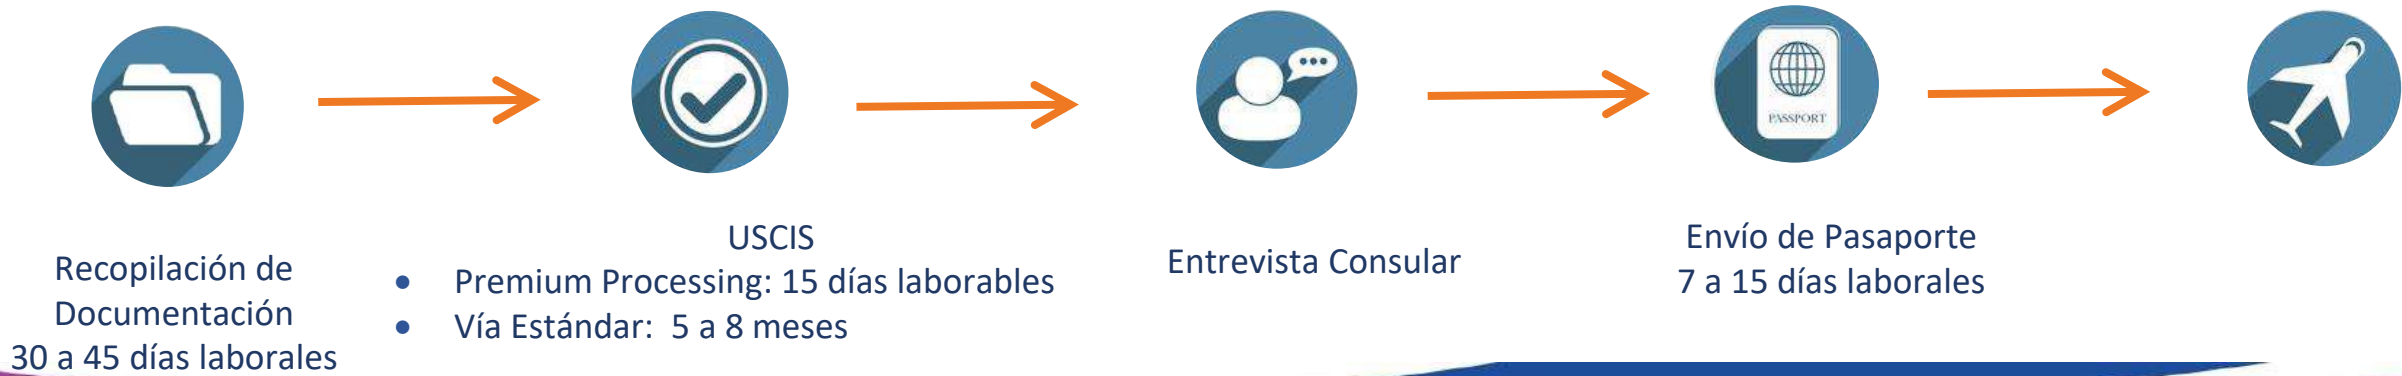 Recopilación de
Documentación
30 a 45 días laborales
USCIS
• Premium Processing: 15 días laborables
• Vía Estándar: 5 a 8 meses
Entrevista Consular
PASSPORT
Envío de Pasaporte
7 a 15 días laborales